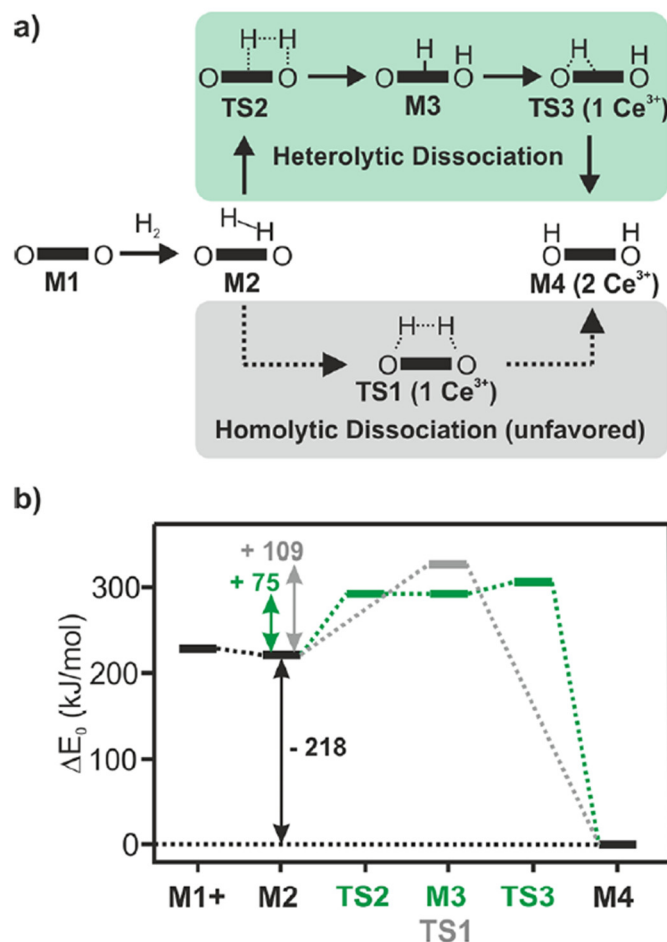 a)
H H
O O
TS2
H H
O O
M3
H H
O O
TS3 (1 Ce³⁺)
Heterolytic Dissociation
O O
M1
H₂
H H
O O
M2
H H
O O
M4 (2 Ce³⁺)
H H
O O
TS1 (1 Ce³⁺)
Homolytic Dissociation (unfavored)
b)
ΔE₀ (kJ/mol)
300
200
100
0
+ 109
+ 75
- 218
M1+ M2 TS2 M3 TS3 M4
TS1